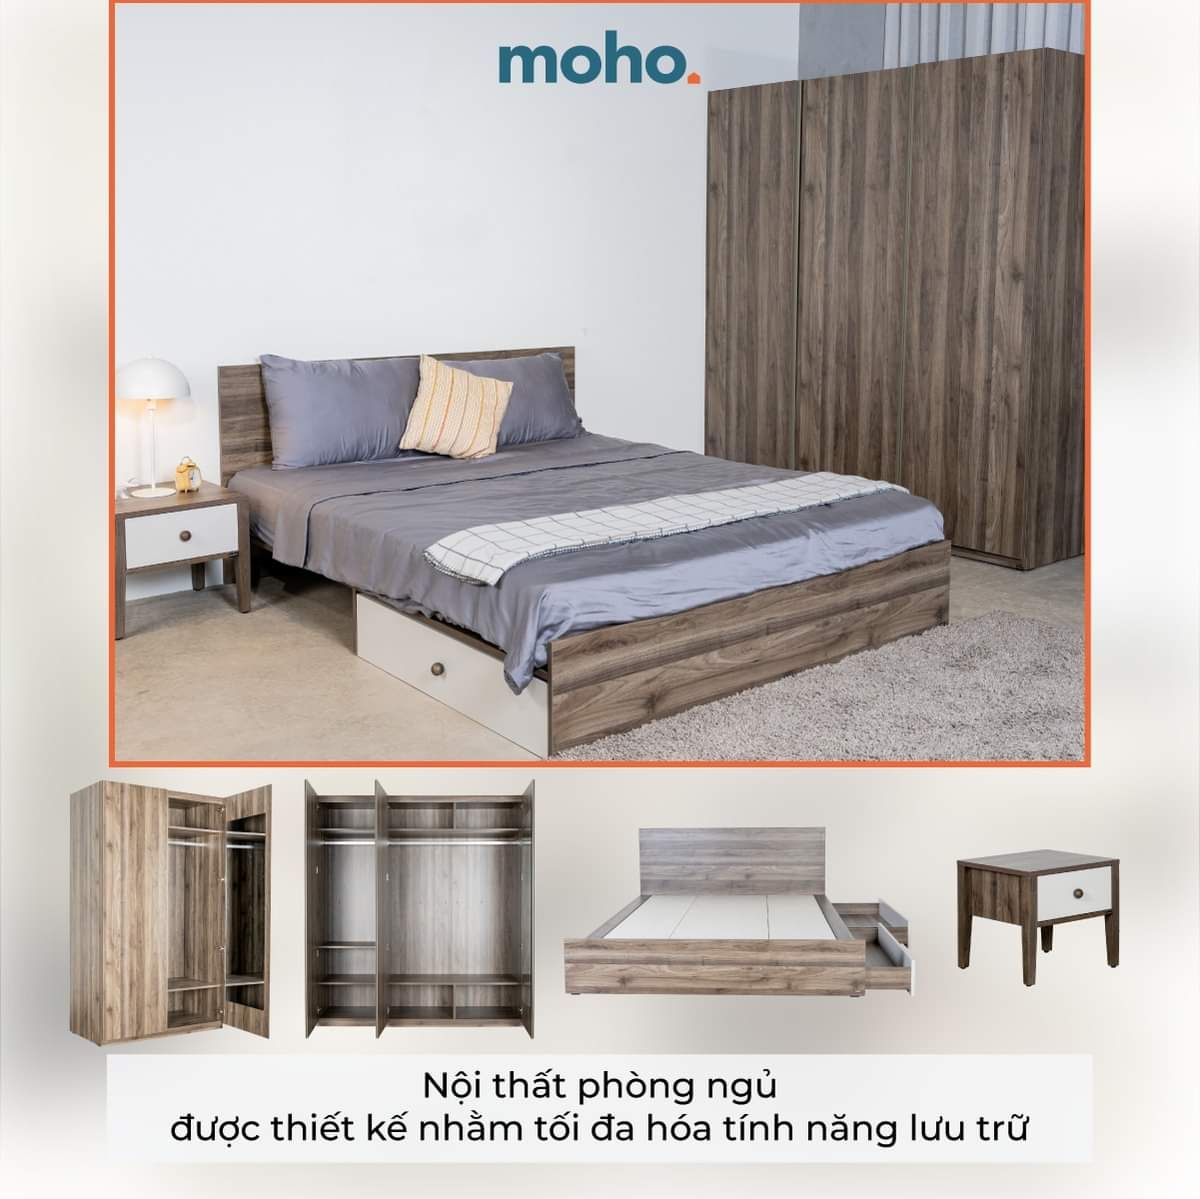 moho.
Nội thất phòng ngủ
được thiết kế nhằm tối đa hóa tính năng lưu trữ